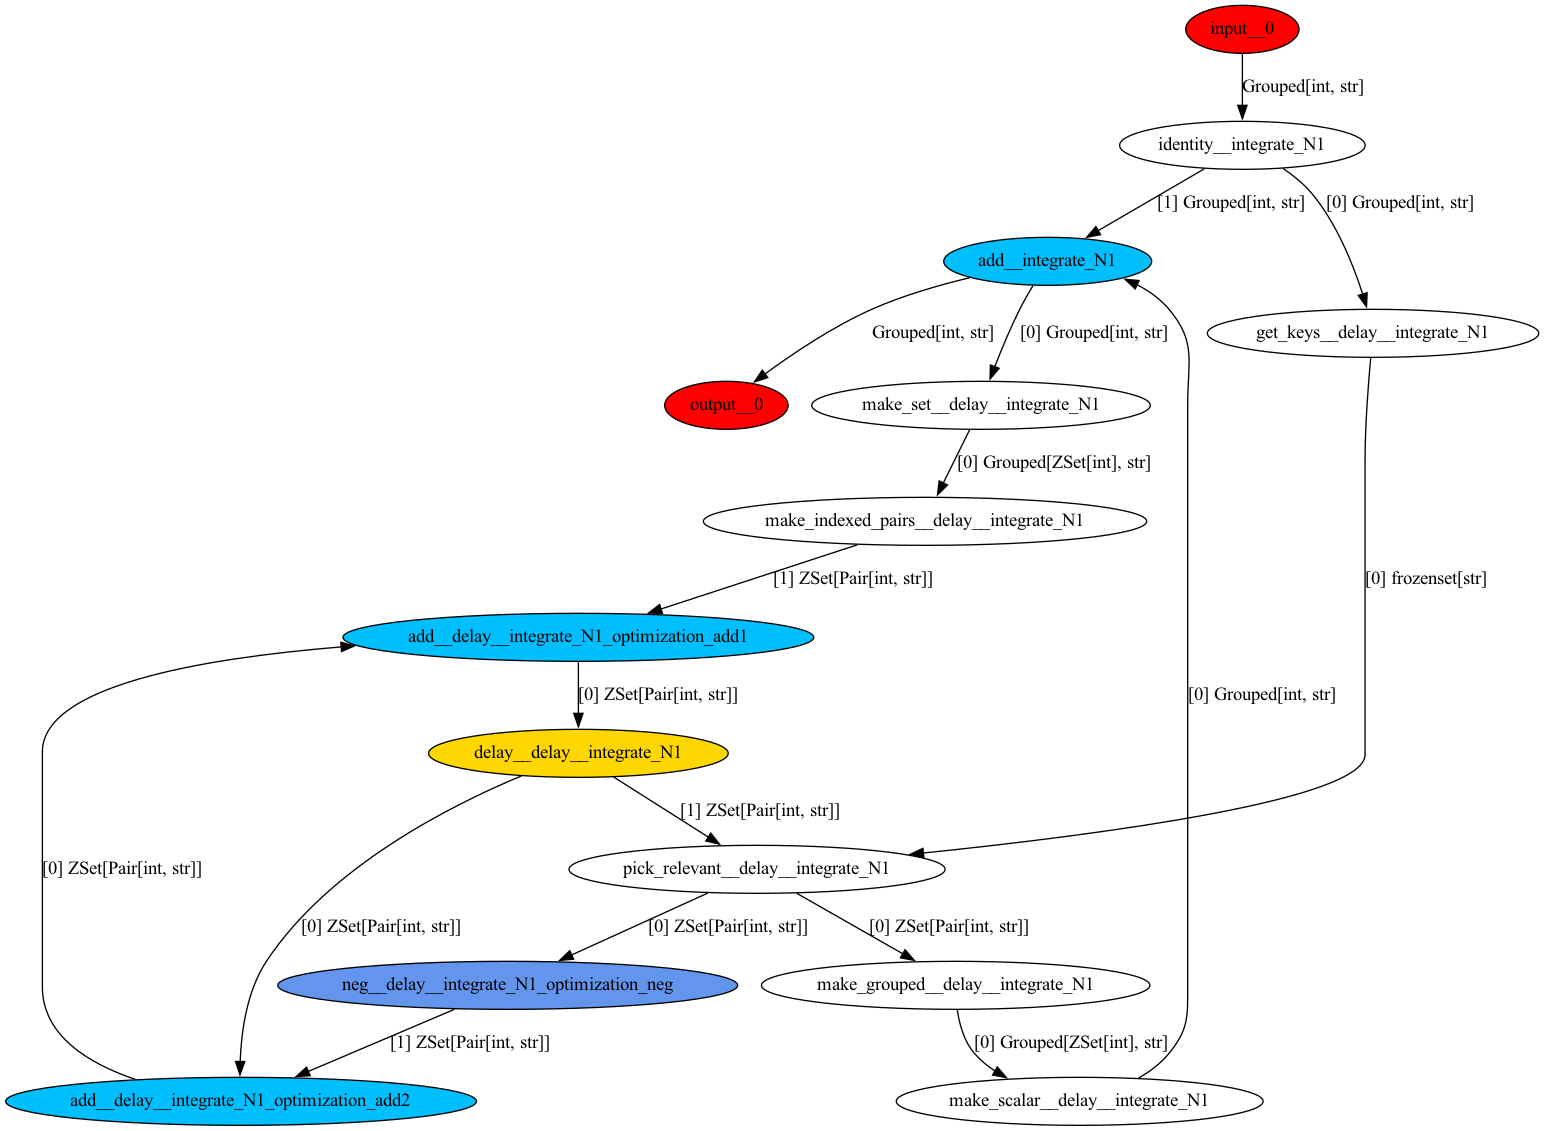 input__0
Grouped[int, str]
identity__integrate_N1
[1] Grouped[int, str]
[0] Grouped[int, str]
add__integrate_N1
get_keys__delay__integrate_N1
Grouped[int, str]
[0] Grouped[int, str]
output__0
make_set__delay__integrate_N1
[0] Grouped[ZSet[int], str]
make_indexed_pairs__delay__integrate_N1
[1] ZSet[Pair[int, str]]
[0] frozenset[str]
add__delay__integrate_N1_optimization_add1
[0] ZSet[Pair[int, str]]
[0] Grouped[int, str]
delay__delay__integrate_N1
[1] ZSet[Pair[int, str]]
[0] ZSet[Pair[int, str]]
pick_relevant__delay__integrate_N1
[0] ZSet[Pair[int, str]]
[0] ZSet[Pair[int, str]]
[0] ZSet[Pair[int, str]]
neg__delay__integrate_N1_optimization_neg
make_grouped__delay__integrate_N1
[1] ZSet[Pair[int, str]]
[0] Grouped[ZSet[int], str]
add__delay__integrate_N1_optimization_add2
make_scalar__delay__integrate_N1